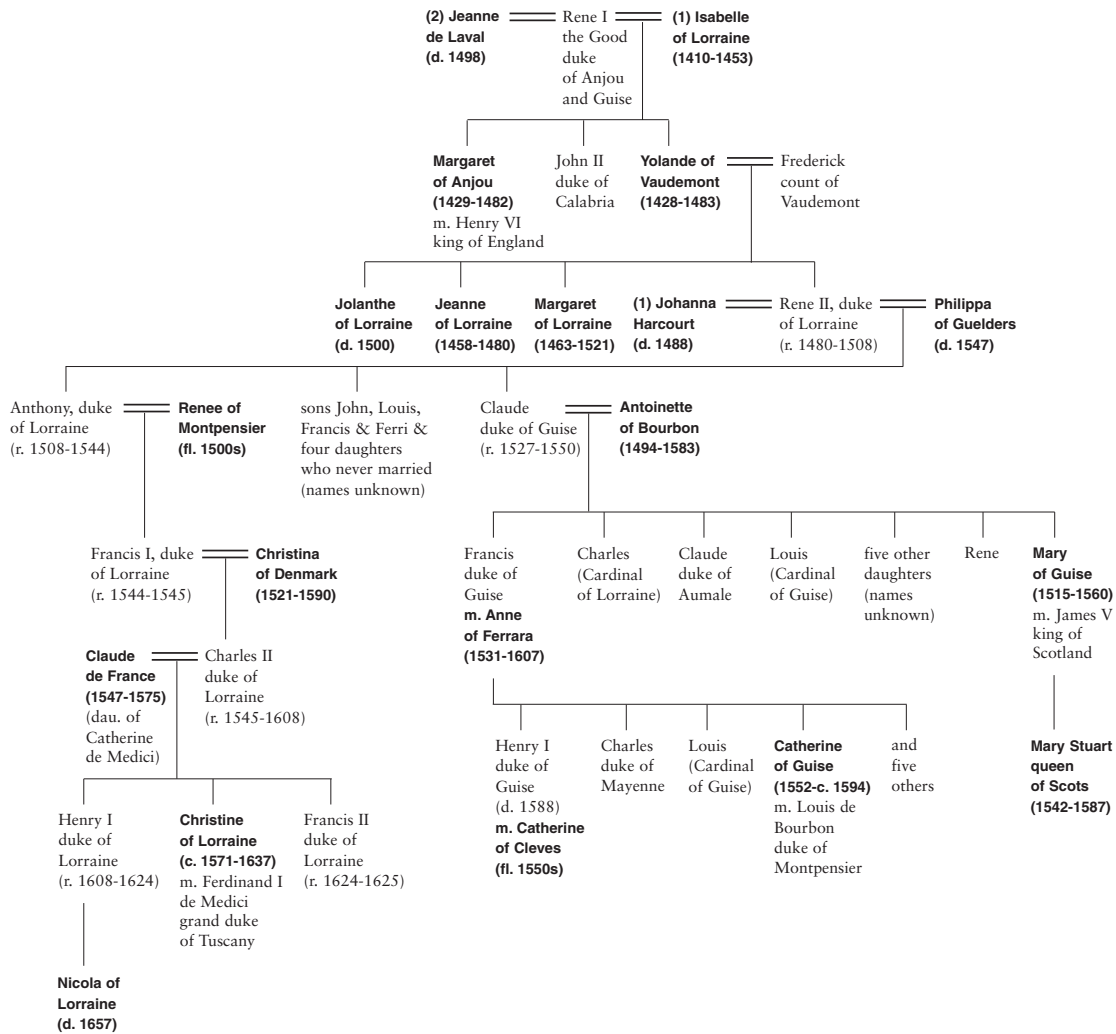 (2) Jeanne
de Laval
(d. 1498)
Rene I
the Good
duke
of Anjou
and Guise
(1) Isabelle
of Lorraine
(1410-1453)
Margaret
of Anjou
(1429-1482)
m. Henry VI
king of England
John II
duke of
Calabria
Yolande of
Vaudemont
(1428-1483)
Frederick
count of
Vaudemont
Jolanthe
of Lorraine
(d. 1500)
Jeanne
of Lorraine
(1458-1480)
Margaret
of Lorraine
(1463-1521)
(1) Johanna
Harcourt
(d. 1488)
Rene II, duke
of Lorraine
(r. 1480-1508)
Philippa
of Guelders
(d. 1547)
Anthony, duke
of Lorraine
(r. 1508-1544)
Renee of
Montpensier
(fl. 1500s)
sons John, Louis,
Francis & Ferri &
four daughters
who never married
(names unknown)
Claude
duke of Guise
(r. 1527-1550)
Antoinette
of Bourbon
(1494-1583)
Francis I, duke
of Lorraine
(r. 1544-1545)
Christina
of Denmark
(1521-1590)
Francis
duke of
Guise
m. Anne
of Ferrara
(1531-1607)
Charles
(Cardinal
of Lorraine)
Claude
duke of
Aumale
Louis
(Cardinal
of Guise)
five other
daughters
(names
unknown)
Rene
Mary
of Guise
(1515-1560)
m. James V
king of
Scotland
Claude
de France
(1547-1575)
(dau. of
Catherine
de Medici)
Charles II
duke of
Lorraine
(r. 1545-1608)
Henry I
duke of
Guise
(d. 1588)
m. Catherine
of Cleves
(fl. 1550s)
Charles
duke of
Mayenne
Louis
(Cardinal
of Guise)
Catherine
of Guise
(1552-c. 1594)
m. Louis de
Bourbon
duke of
Montpensier
and
five
others
Mary Stuart
queen
of Scots
(1542-1587)
Henry I
duke of
Lorraine
(r. 1608-1624)
Christine
of Lorraine
(c. 1571-1637)
m. Ferdinand I
de Medici
grand duke
of Tuscany
Francis II
duke of
Lorraine
(r. 1624-1625)
Nicola of
Lorraine
(d. 1657)